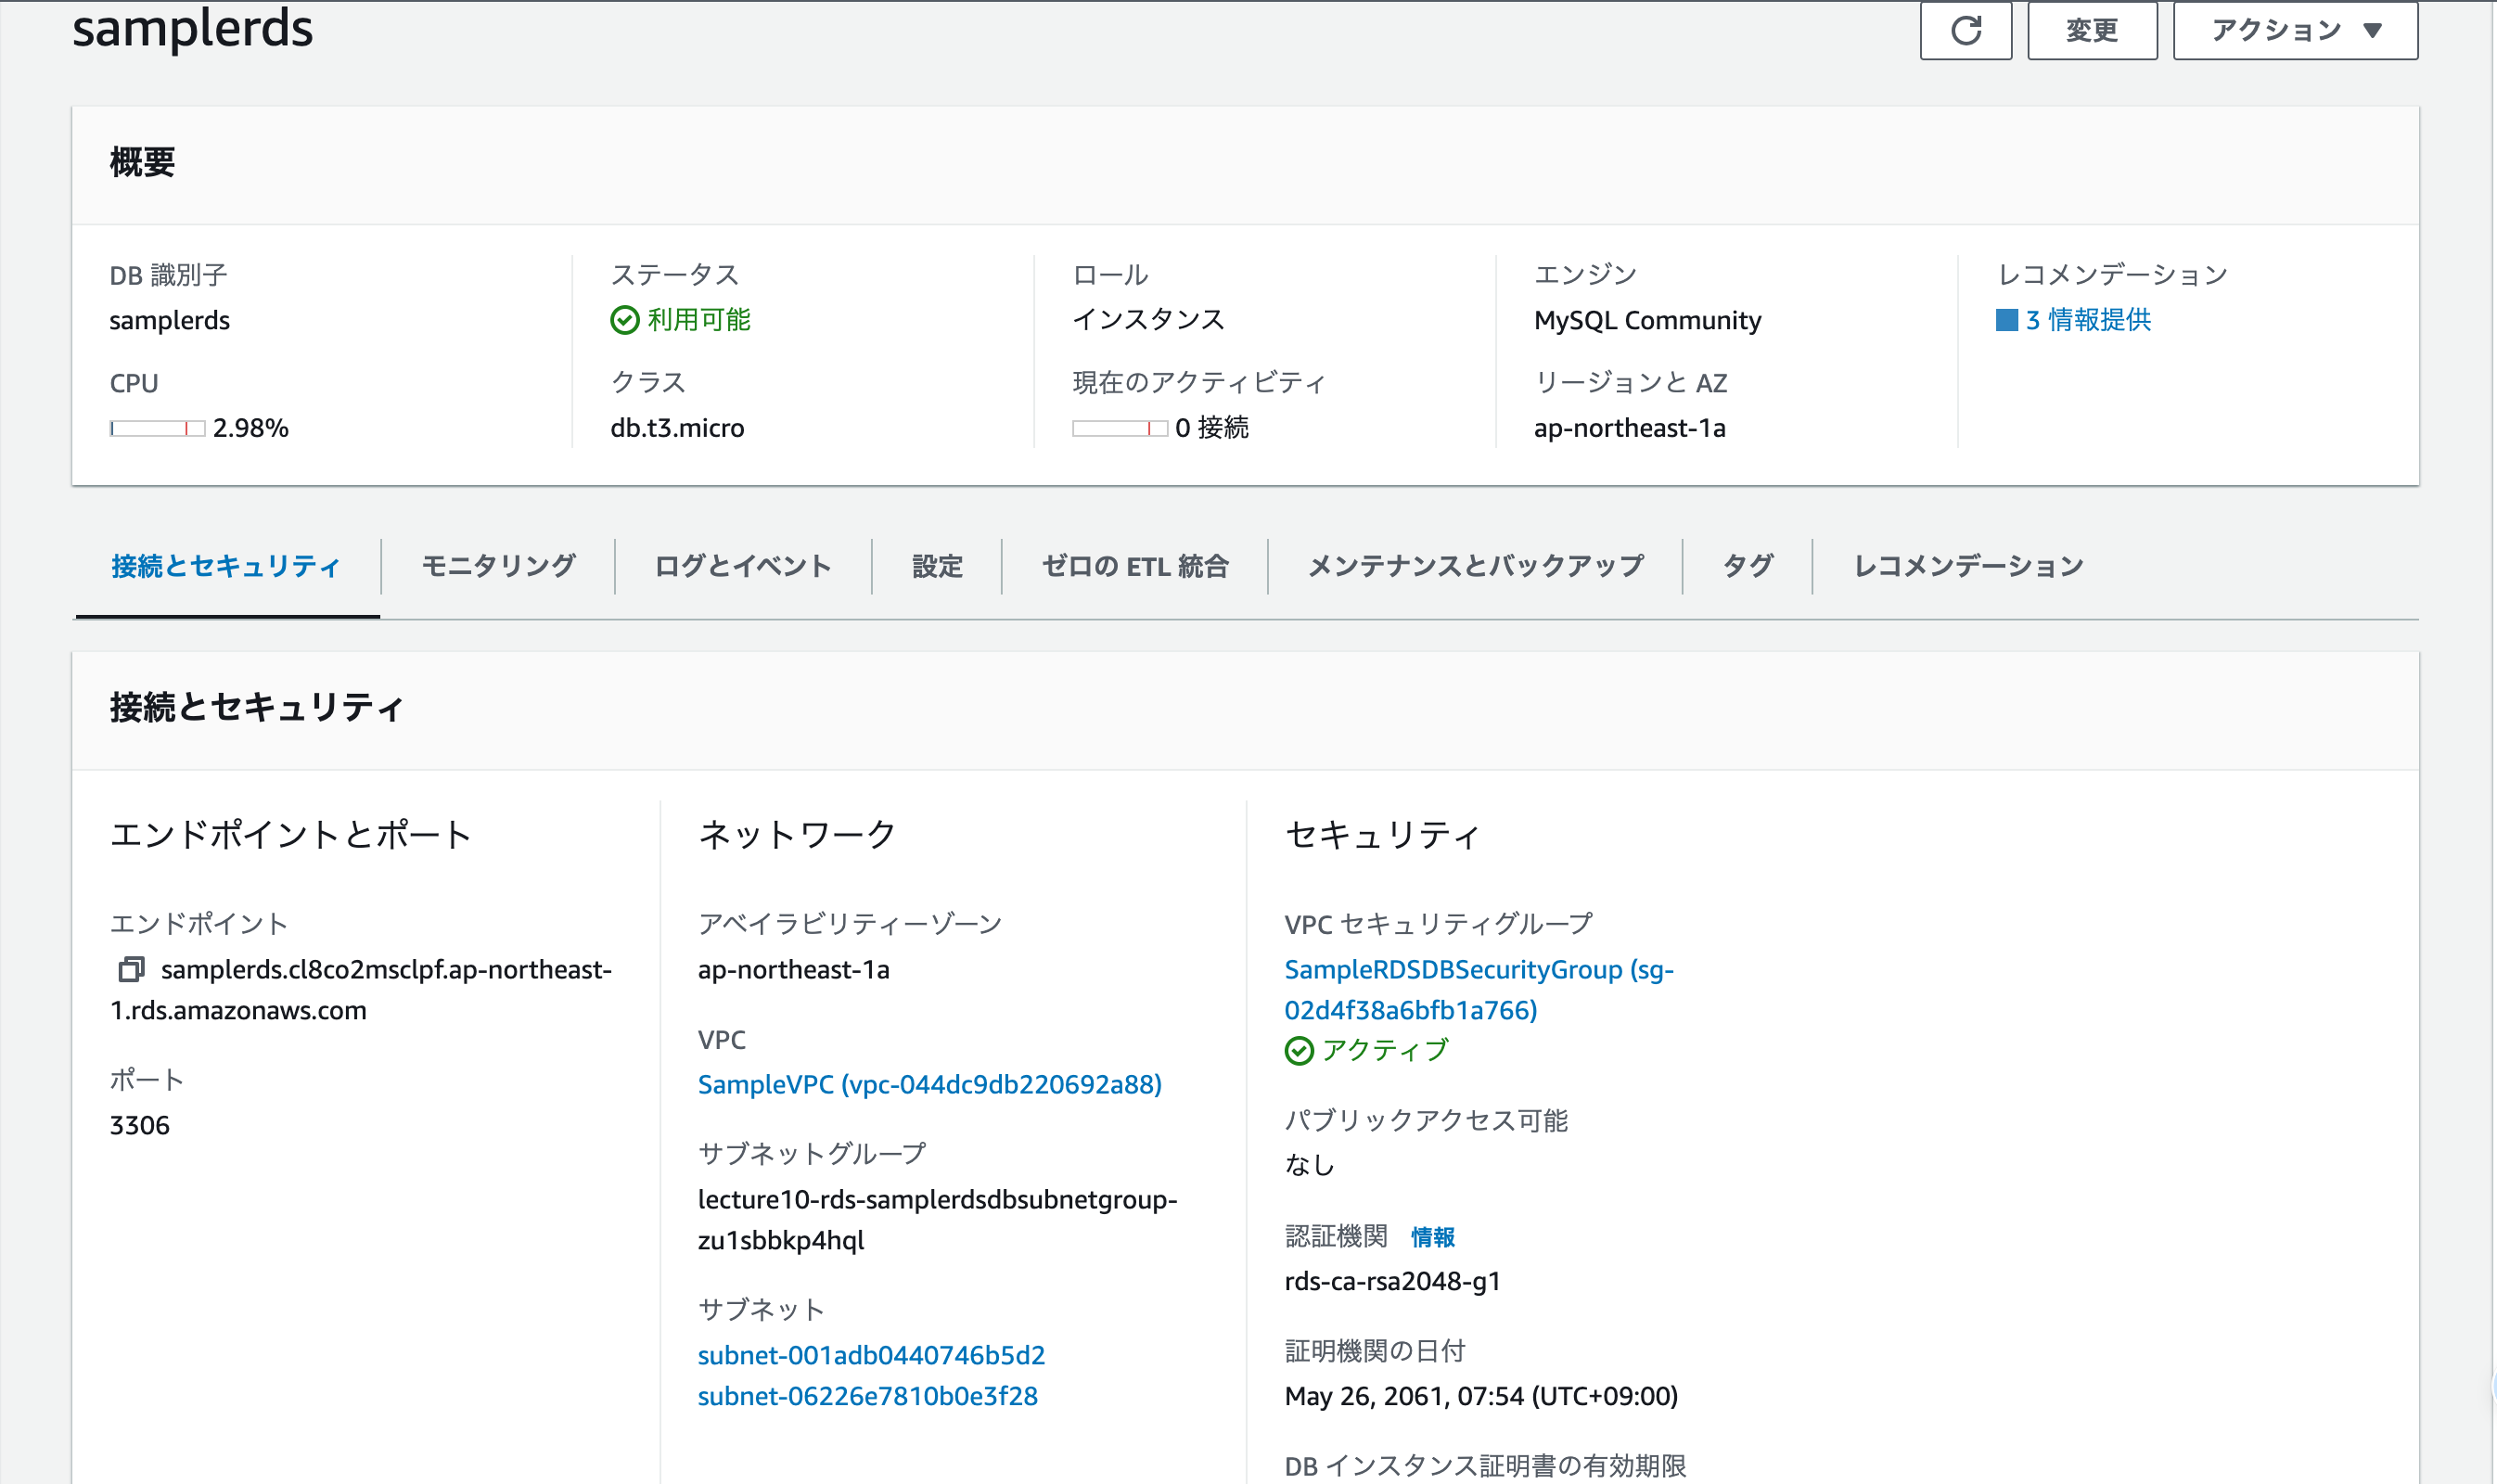 samplerds
変更
アクション
概要
DB 識別子
samplerds
CPU
2.98%
ステータス
利用可能
クラス
db.t3.micro
ロール
インスタンス
現在のアクティビティ
0 接続
エンジン
MySQL Community
リージョンと AZ
ap-northeast-1a
レコメンデーション
3 情報提供
接続とセキュリティ
モニタリング
ログとイベント
設定
ゼロの ETL 統合
メンテナンスとバックアップ
タグ
レコメンデーション
接続とセキュリティ
エンドポイントとポート
エンドポイント
samplerds.cl8co2msclpf.ap-northeast-
1.rds.amazonaws.com
ポート
3306
ネットワーク
アベイラビリティーゾーン
ap-northeast-1a
VPC
SampleVPC (vpc-044dc9db220692a88)
サブネットグループ
lecture10-rds-samplerdsdbsubnetgroup-
zu1sbbkp4hql
サブネット
subnet-001adb0440746b5d2
subnet-06226e7810b0e3f28
セキュリティ
VPC セキュリティグループ
SampleRDSDBSecurityGroup (sg-
02d4f38a6bfb1a766)
アクティブ
パブリックアクセス可能
なし
認証機関 情報
rds-ca-rsa2048-g1
証明機関の日付
May 26, 2061, 07:54 (UTC+09:00)
DB インスタンス証明書の有効期限